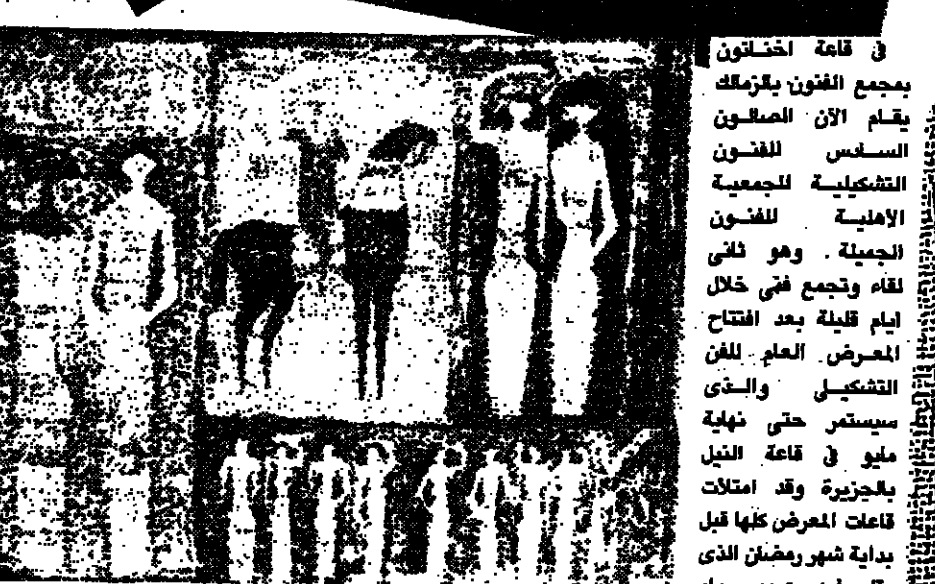 فى قاعة اخناتون
بمجمع الفنون بالزمالك
يقام الآن الصالون
السادس للفنون
التشكيلية للجمعية
الأهلية للفنون
الجميلة . وهو ثانى
لقاء وتجمع فنى خلال
أيام قليلة بعد افتتاح
المعرض العام للفن
التشكيلى والذى
سيستمر حتى نهاية
مايو فى قاعة النيل
بالجزيرة وقد امتلأت
قاعات المعرض كلها قبل
بداية شهر رمضان الذى